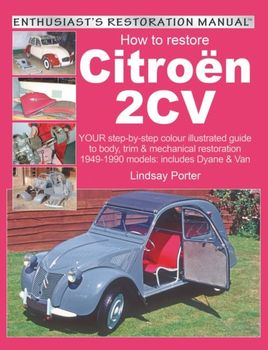 ENTHUSIAST'S RESTORATION MANUAL™
How to restore
Citroën
2CV
YOUR step-by-step colour illustrated guide
to body, trim & mechanical restoration
1949-1990 models: includes Dyane & Van
Lindsay Porter